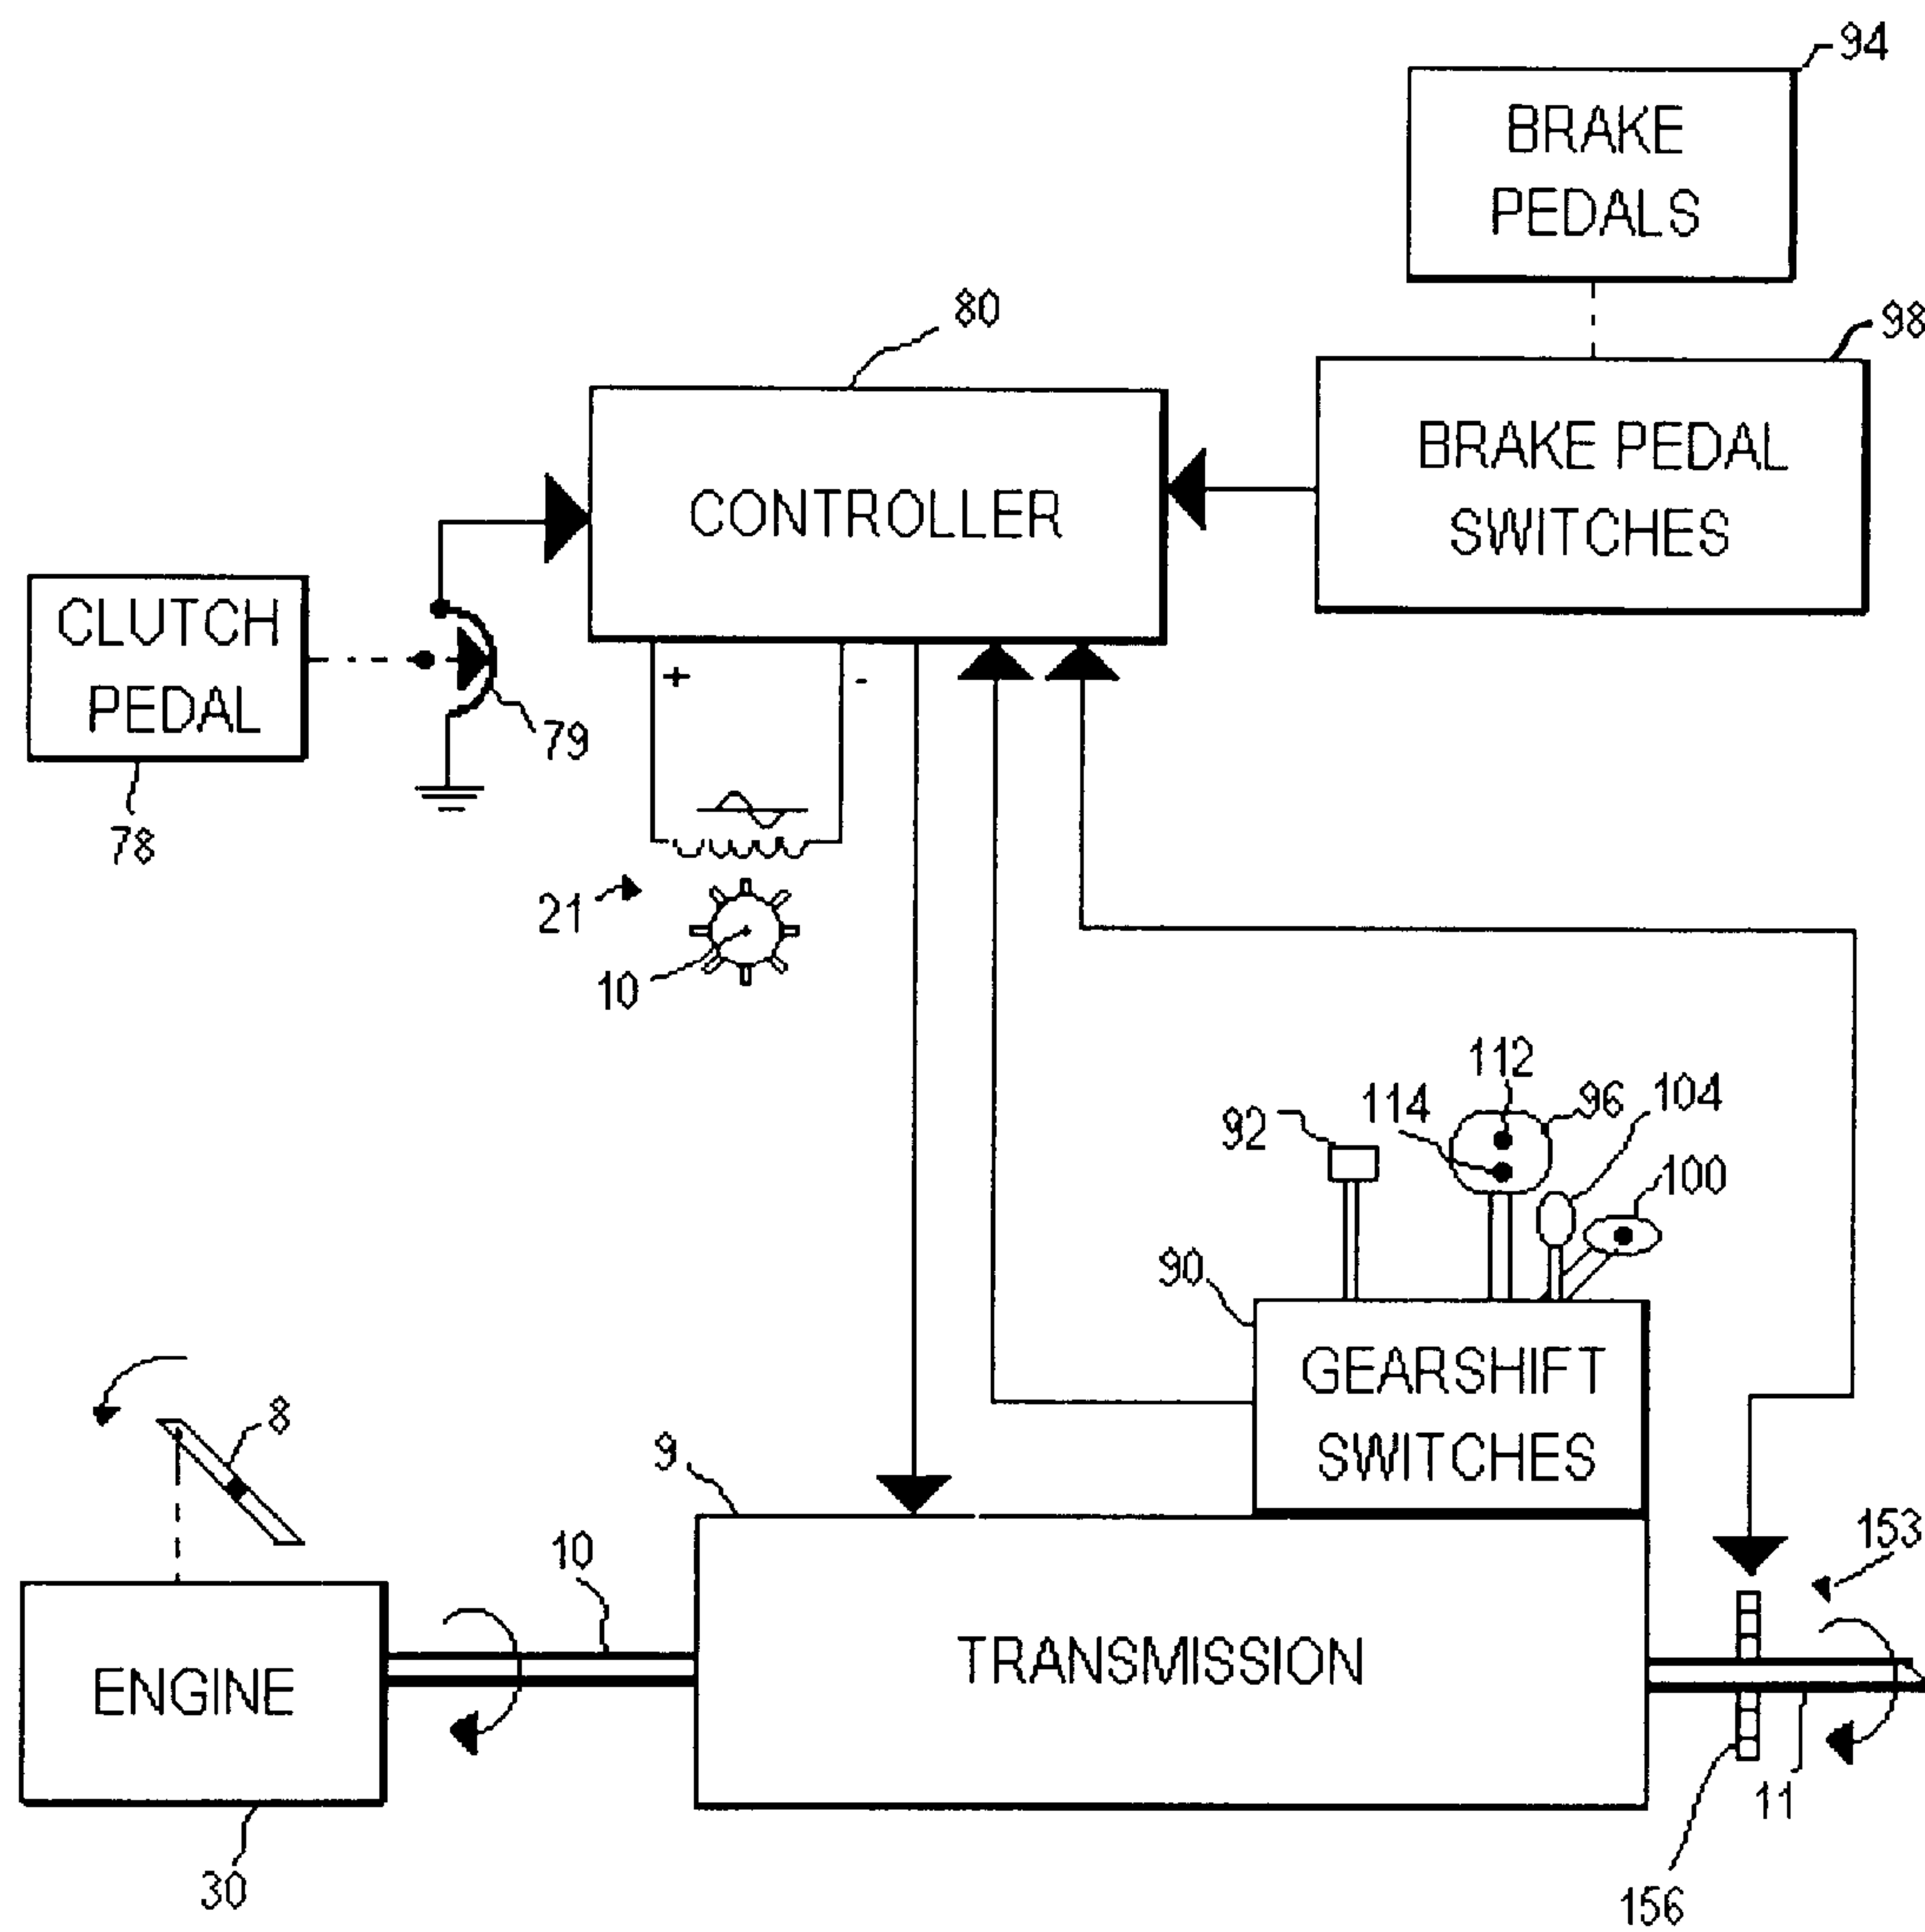 94
BRAKE
PEDALS
80
98
CONTROLLER
BRAKE PEDAL
SWITCHES
CLUTCH
PEDAL
+
-
79
78
21
10
112
114
96
104
92
100
90
GEARSHIFT
SWITCHES
8
9
10
153
ENGINE
TRANSMISSION
11
30
156